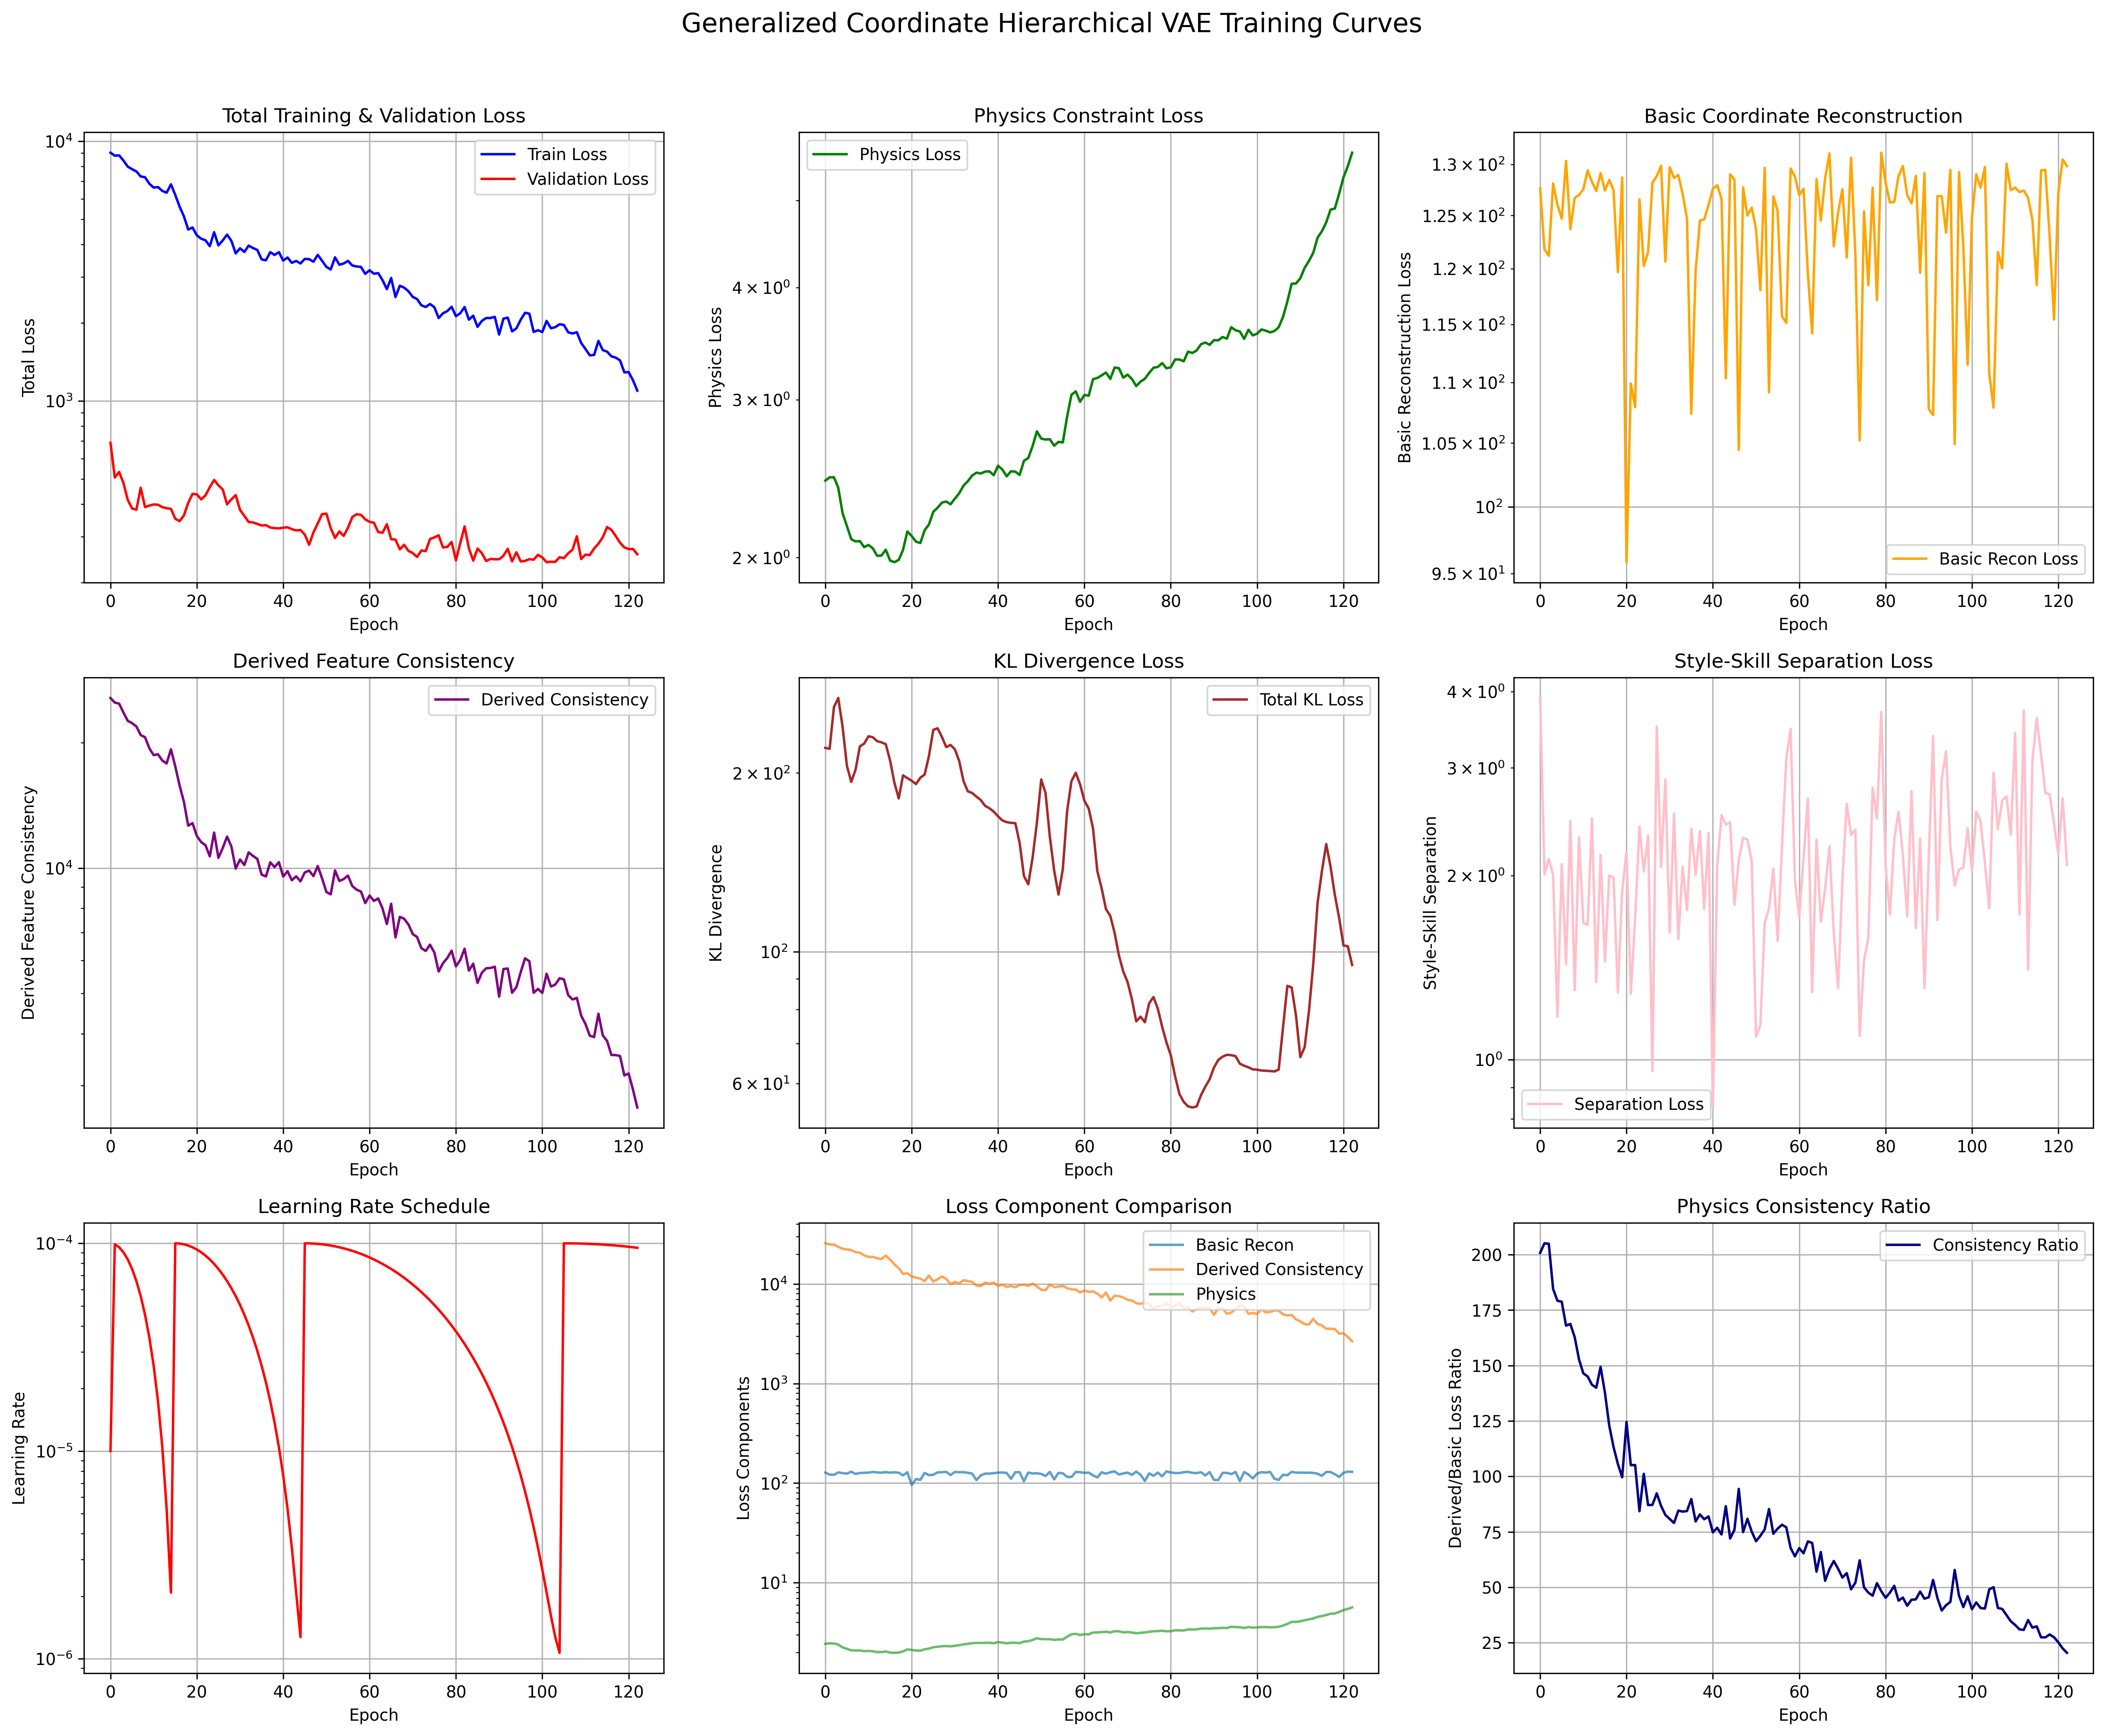 Generalized Coordinate Hierarchical VAE Training Curves
Total Training & Validation Loss
Total Loss
10⁴
10³
Train Loss
Validation Loss
0 20 40 60 80 100 120
Epoch
Physics Constraint Loss
Physics Loss
4 × 10⁰
3 × 10⁰
2 × 10⁰
Physics Loss
0 20 40 60 80 100 120
Epoch
Basic Coordinate Reconstruction
Basic Reconstruction Loss
1.3 × 10²
1.25 × 10²
1.2 × 10²
1.15 × 10²
1.1 × 10²
1.05 × 10²
10²
9.5 × 10¹
Basic Recon Loss
0 20 40 60 80 100 120
Epoch
Derived Feature Consistency
Derived Feature Consistency
10⁴
Derived Consistency
0 20 40 60 80 100 120
Epoch
KL Divergence Loss
KL Divergence
2 × 10²
10²
6 × 10¹
Total KL Loss
0 20 40 60 80 100 120
Epoch
Style-Skill Separation Loss
Style-Skill Separation
4 × 10⁰
3 × 10⁰
2 × 10⁰
10⁰
Separation Loss
0 20 40 60 80 100 120
Epoch
Learning Rate Schedule
Learning Rate
10⁻⁴
10⁻⁵
10⁻⁶
0 20 40 60 80 100 120
Epoch
Loss Component Comparison
Loss Components
10⁴
10³
10²
10¹
Basic Recon
Derived Consistency
Physics
0 20 40 60 80 100 120
Epoch
Physics Consistency Ratio
Derived/Basic Loss Ratio
200
175
150
125
100
75
50
25
Consistency Ratio
0 20 40 60 80 100 120
Epoch